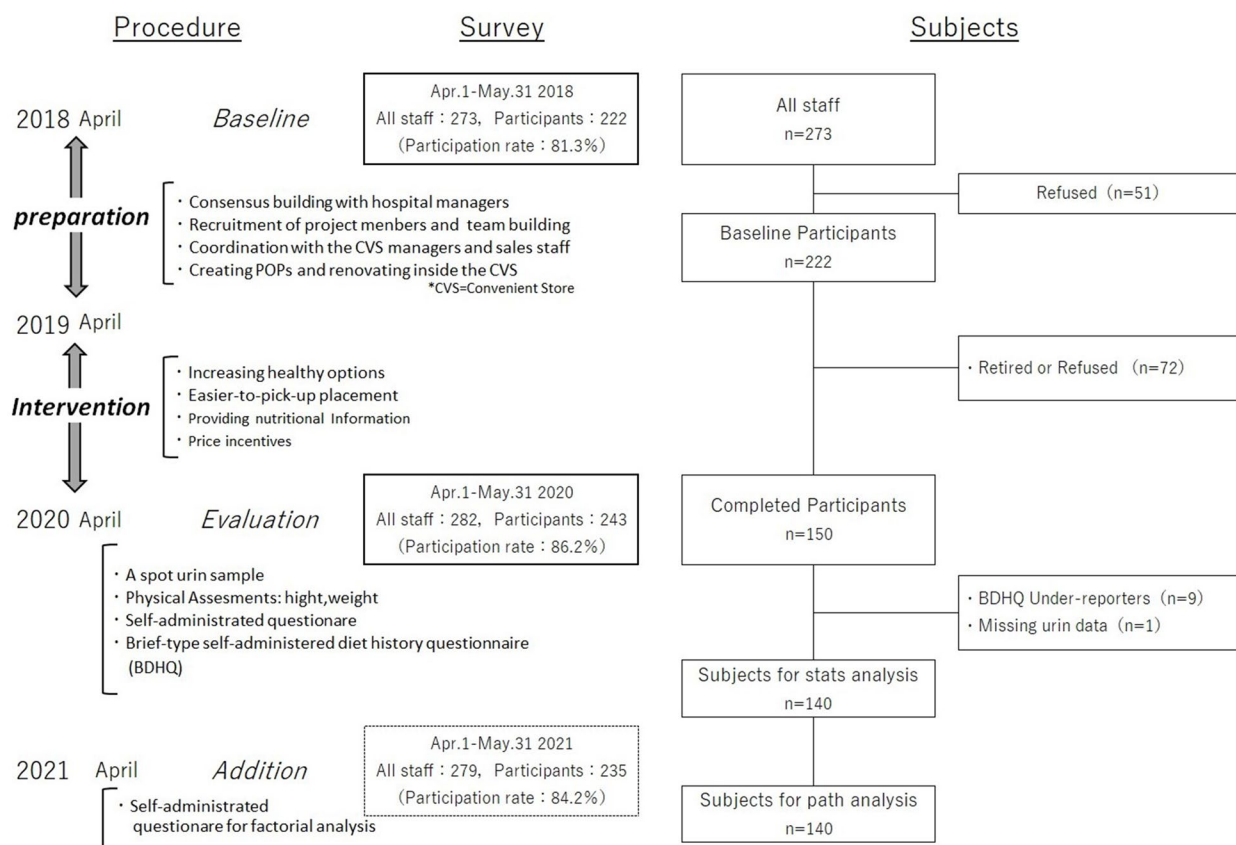 Procedure
Survey
Subjects
2018 April
Baseline
Apr.1-May.31 2018
All staff：273,  Participants：222
(Participation rate：81.3%)
preparation
・Consensus building with hospital managers
・Recruitment of project menbers and  team building
・Coordination with the CVS managers and sales staff
・Creating POPs and renovating inside the CVS
*CVS=Convenient Store
2019 April
Intervention
・Increasing healthy options
・Easier-to-pick-up placement
・Providing nutritional Information
・Price incentives
2020 April
Evaluation
Apr.1-May.31 2020
All staff：282,  Participants：243
(Participation rate：86.2%)
・A spot urin sample
・Physical Assesments: hight,weight
・Self-administrated questionare
・Brief-type self-administered diet history questionnaire
(BDHQ)
2021 April
Addition
Apr.1-May.31 2021
All staff：279,  Participants：235
(Participation rate：84.2%)
・Self-administrated
questionare for factorial analysis
All staff
n=273
Refused（n=51)
Baseline Participants
n=222
・Retired or Refused （n=72)
Completed Participants
n=150
・BDHQ Under-reporters（n=9)
・Missing urin data（n=1)
Subjects for stats analysis
n=140
Subjects for path analysis
n=140